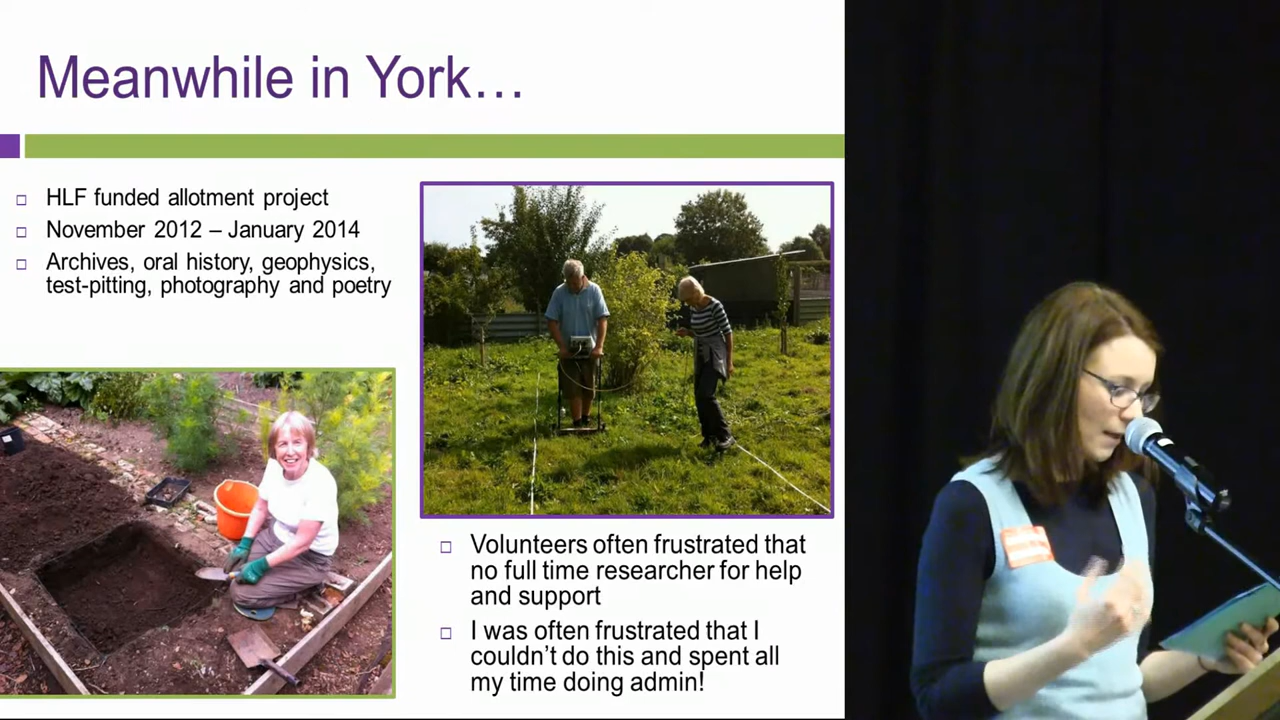 Meanwhile in York…
HLF funded allotment project
November 2012 – January 2014
Archives, oral history, geophysics,
test-pitting, photography and poetry
Volunteers often frustrated that
no full time researcher for help
and support
I was often frustrated that I
couldn’t do this and spent all
my time doing admin!